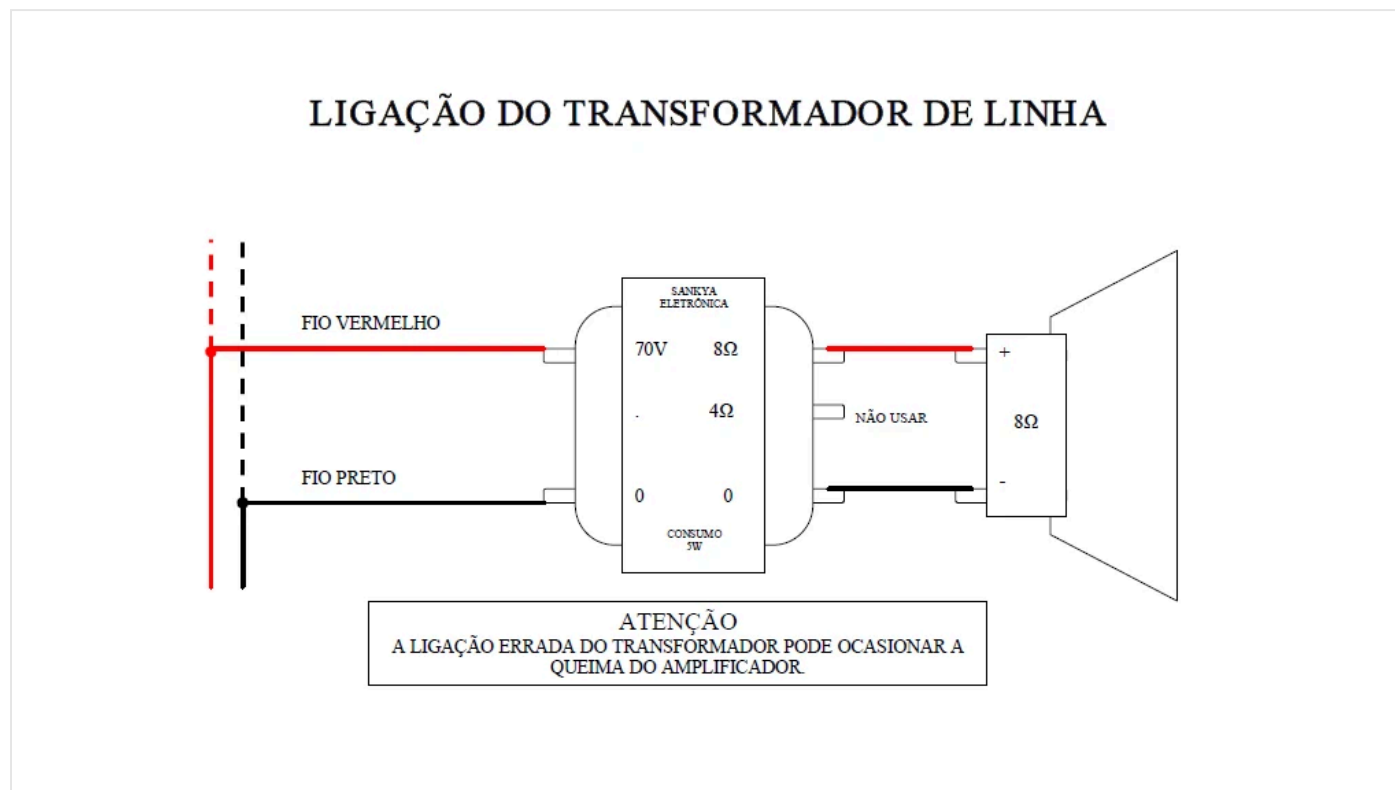 LIGAÇÃO DO TRANSFORMADOR DE LINHA
SANKYA
ELETRÔNICA
FIO VERMELHO
70V 8Ω
+
. 4Ω
NÃO USAR
8Ω
FIO PRETO
-
0 0
CONSUMO
5W
ATENÇÃO
A LIGAÇÃO ERRADA DO TRANSFORMADOR PODE OCASIONAR A
QUEIMA DO AMPLIFICADOR.